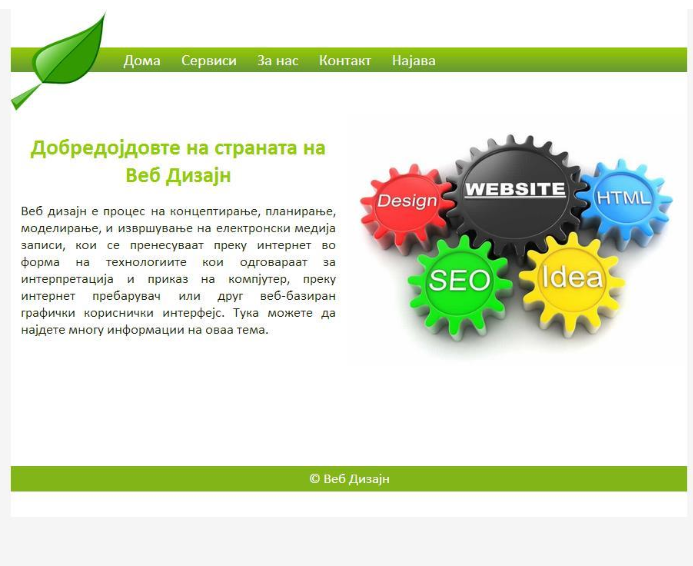 Дома Сервиси За нас Контакт Најава
Добредојдовте на страната на
Веб Дизајн
Веб дизајн е процес на концептирање, планирање,
моделирање, и извршување на електронски медија
записи, кои се пренесуваат преку интернет во
форма на технологиите кои одговараат за
интерпретација и приказ на компјутер, преку
интернет пребарувач или друг веб-базиран
графички кориснички интерфејс. Тука можете да
најдете многу информации на оваа тема.
Design
WEBSITE
HTML
SEO
Idea
© Веб Дизајн